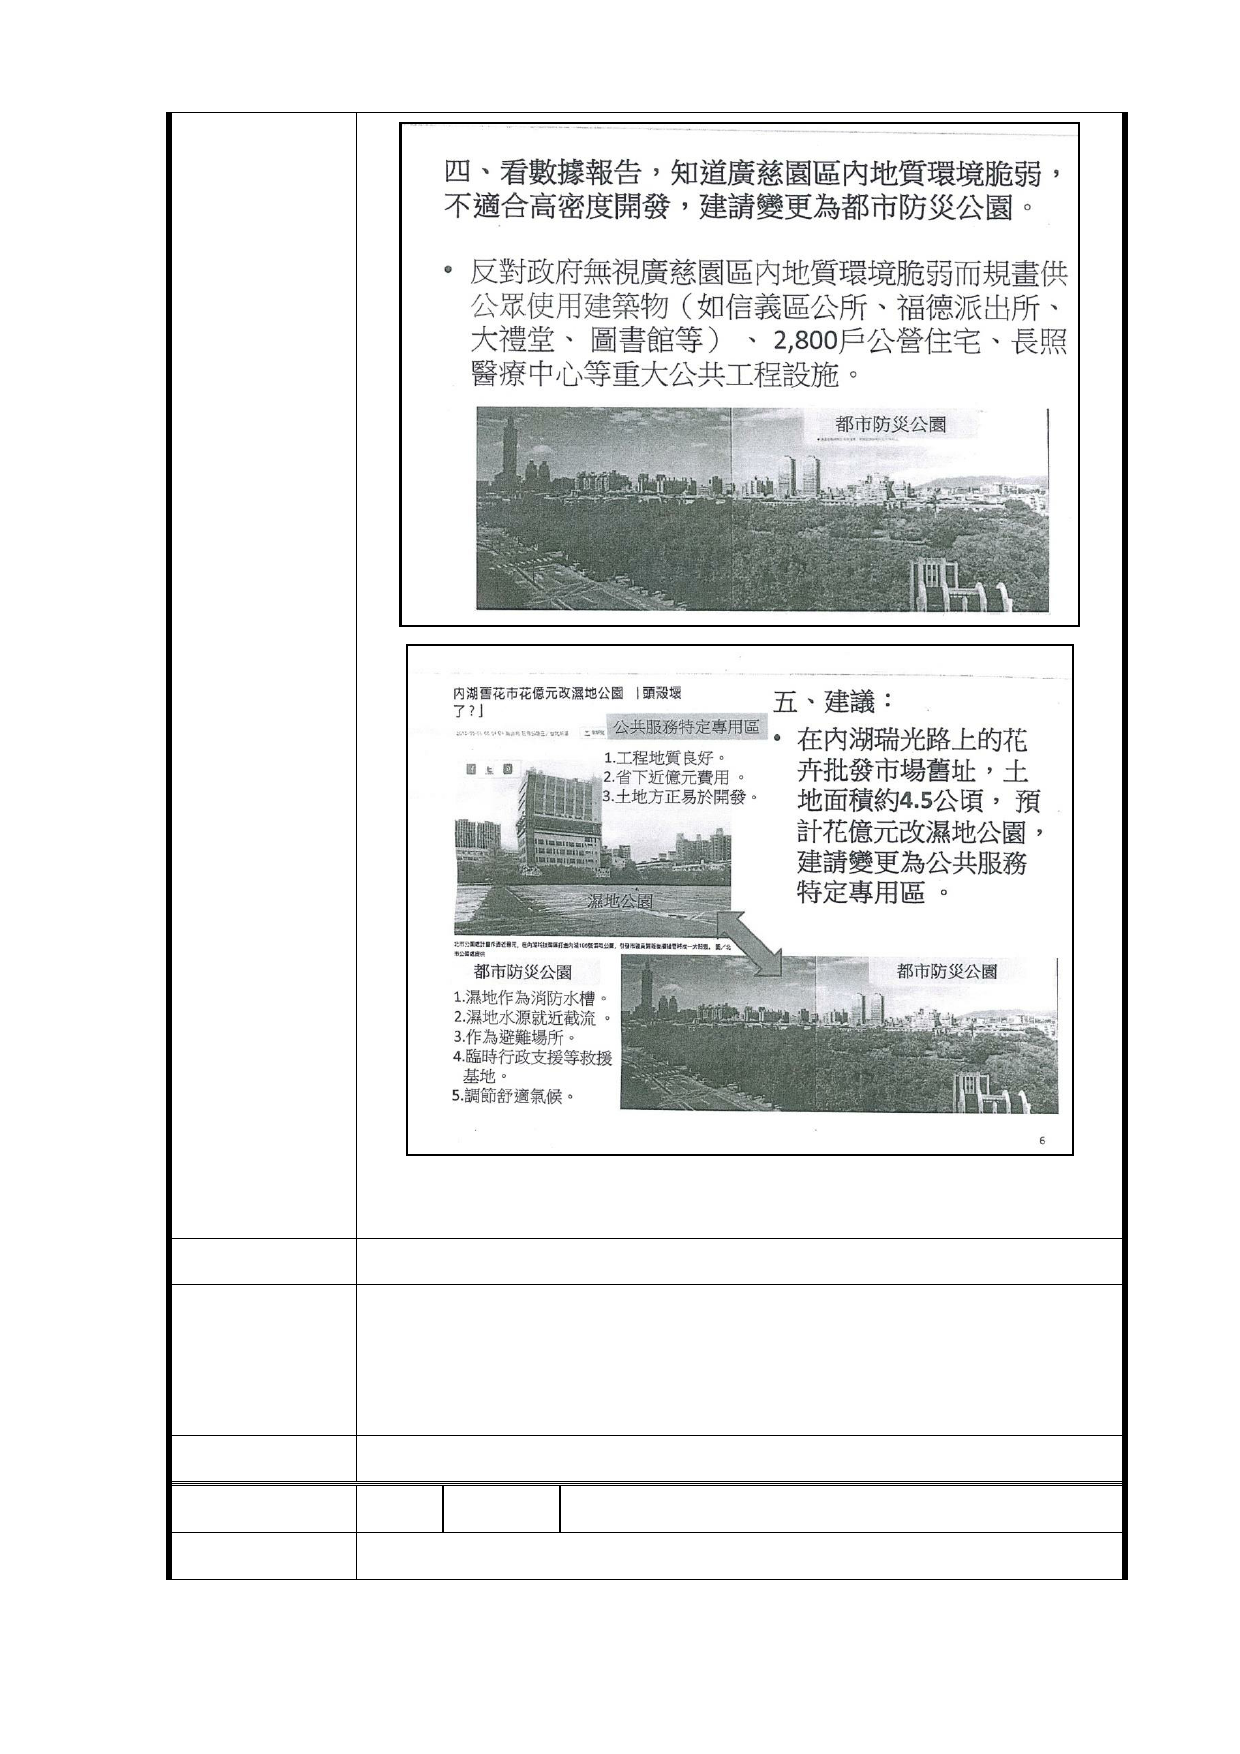 四、看數據報告，知道廣慈園區內地質環境脆弱，
不適合高密度開發，建請變更為都市防災公園。
• 反對政府無視廣慈園區內地質環境脆弱而規畫供
公眾使用建築物（如信義區公所、福德派出所、
大禮堂、 圖書館等） 、 2,800戶公營住宅、長照
醫療中心等重大公共工程設施。
都市防災公園
內湖舊花市花億元改濕地公園 「頭殼壞
了?」
公共服務特定專用區
1.工程地質良好。
2.省下近億元費用 。
3.土地方正易於開發。
濕地公園
五、建議：
• 在內湖瑞光路上的花
卉批發市場舊址，土
地面積約4.5公頃， 預
計花億元改濕地公園，
建請變更為公共服務
特定專用區 。
都市防災公園
1.濕地作為消防水槽。
2.濕地水源就近截流 。
3.作為避難場所。
4.臨時行政支援等救援
基地。
5.調節舒適氣候。
都市防災公園
6